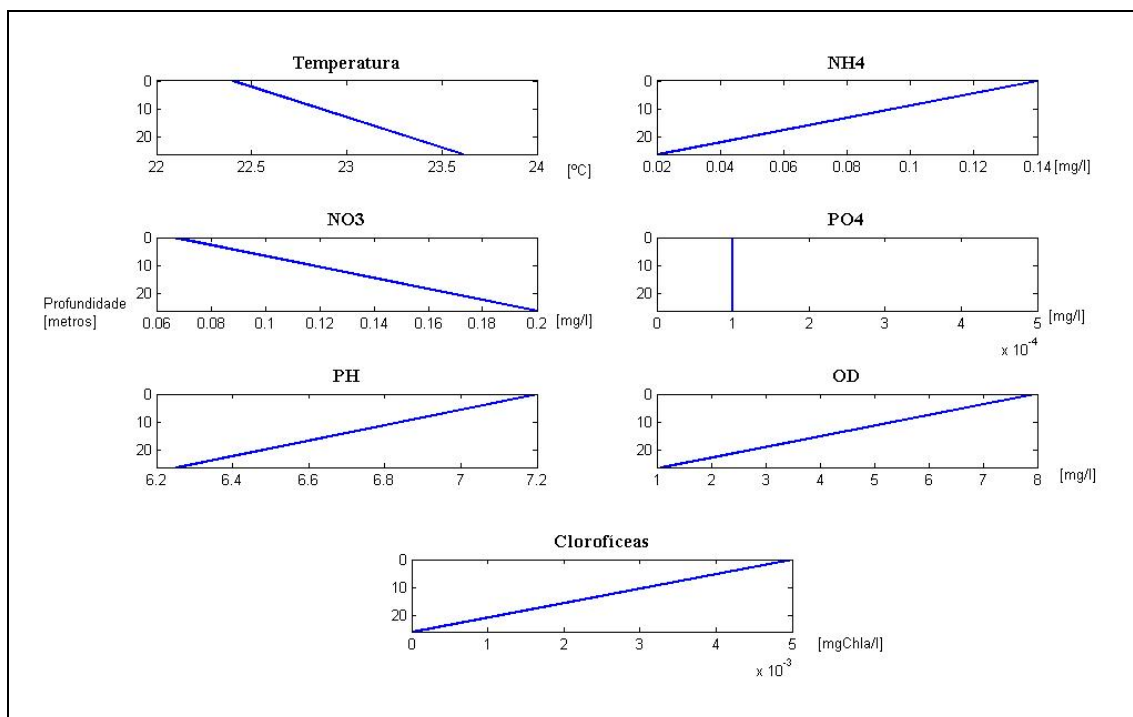 Temperatura
0
10
20
22 22.5 23 23.5 24 [ºC]
NH4
0
10
20
0.02 0.04 0.06 0.08 0.1 0.12 0.14 [mg/l]
NO3
0
10
20
Profundidade
[metros]
0.06 0.08 0.1 0.12 0.14 0.16 0.18 0.2 [mg/l]
PO4
0
10
20
0 1 2 3 4 5 [mg/l]
x 10-4
PH
0
10
20
6.2 6.4 6.6 6.8 7 7.2
OD
0
10
20
1 2 3 4 5 6 7 8 [mg/l]
Clorofíceas
0
10
20
0 1 2 3 4 5 [mgChla/l]
x 10-3